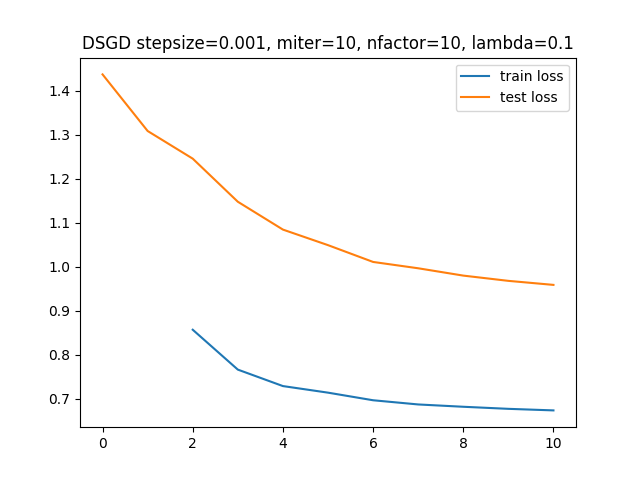 DSGD stepsize=0.001, miter=10, nfactor=10, lambda=0.1
train loss
test loss
1.4
1.3
1.2
1.1
1.0
0.9
0.8
0.7
0 2 4 6 8 10